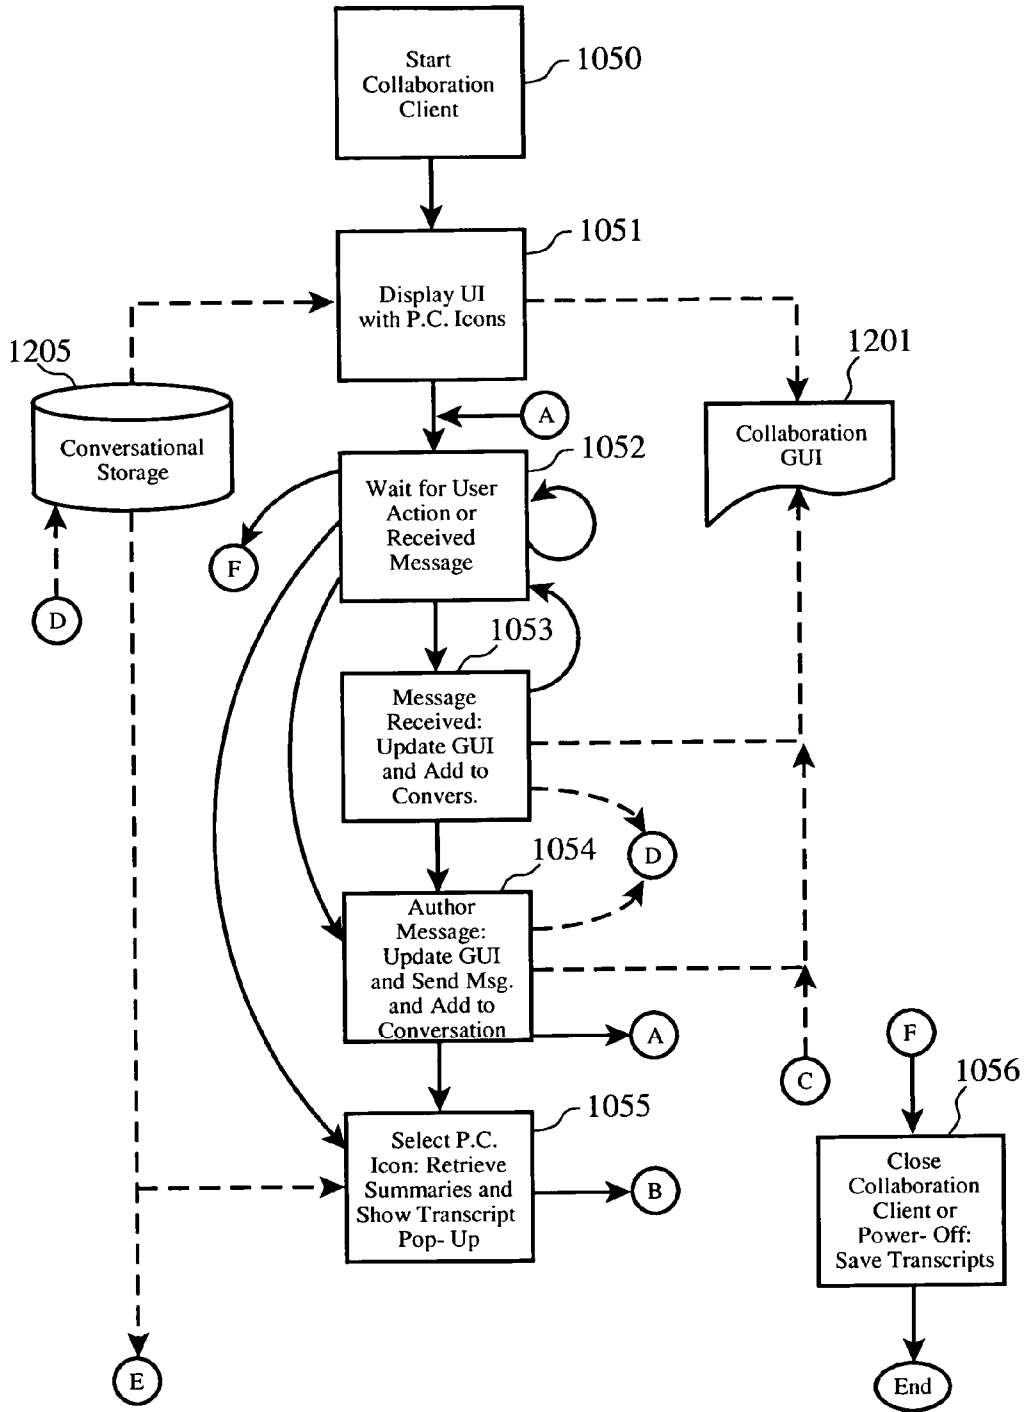 Start
Collaboration
Client
1050
Display UI
with P.C. Icons
1051
1205
Conversational
Storage
1201
Collaboration
GUI
A
1052
Wait for User
Action or
Received
Message
F
D
1053
Message
Received:
Update GUI
and Add to
Convers.
D
1054
Author
Message:
Update GUI
and Send Msg.
and Add to
Conversation
A
C
F
1055
Select P.C.
Icon: Retrieve
Summaries and
Show Transcript
Pop- Up
B
1056
Close
Collaboration
Client or
Power- Off:
Save Transcripts
E
End